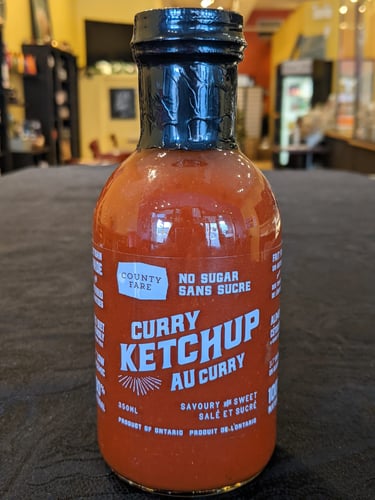 COUNTY
FARE
NO SUGAR
SANS SUCRE
CURRY
KETCHUP
AU CURRY
350ML
SAVOURY AND SWEET
SALÉ ET SUCRÉ
PRODUCT OF ONTARIO PRODUIT DE L'ONTARIO